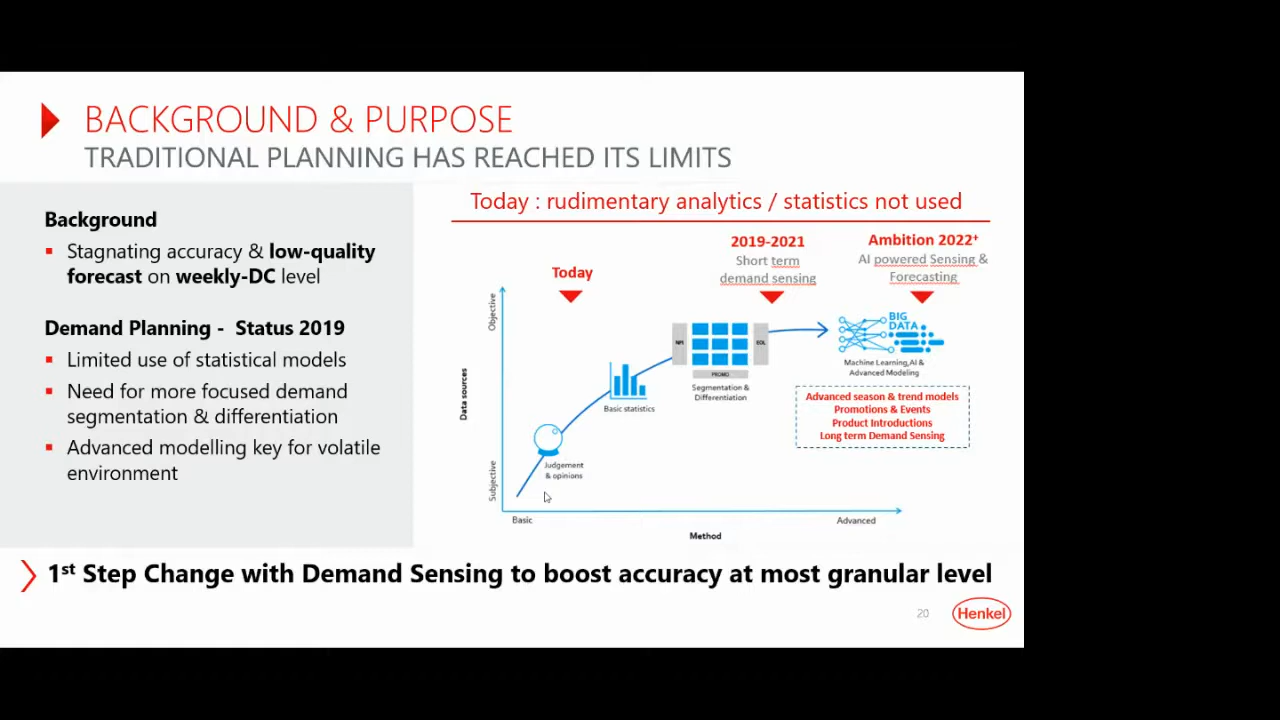 BACKGROUND & PURPOSE
TRADITIONAL PLANNING HAS REACHED ITS LIMITS
Background
▪ Stagnating accuracy & low-quality
forecast on weekly-DC level
Demand Planning - Status 2019
▪ Limited use of statistical models
▪ Need for more focused demand
segmentation & differentiation
▪ Advanced modelling key for volatile
environment
Today : rudimentary analytics / statistics not used
Today
2019-2021
Short term
demand sensing
Ambition 2022+
AI powered Sensing &
Forecasting
Objective
Data sources
Subjective
Judgement
& opinions
Basic statistics
NPI
EOL
PROMO
Segmentation &
Differentiation
BIG
DATA
Machine Learning,AI &
Advanced Modeling
Advanced season & trend models
Promotions & Events
Product Introductions
Long term Demand Sensing
Basic
Advanced
Method
1st Step Change with Demand Sensing to boost accuracy at most granular level
20
Henkel